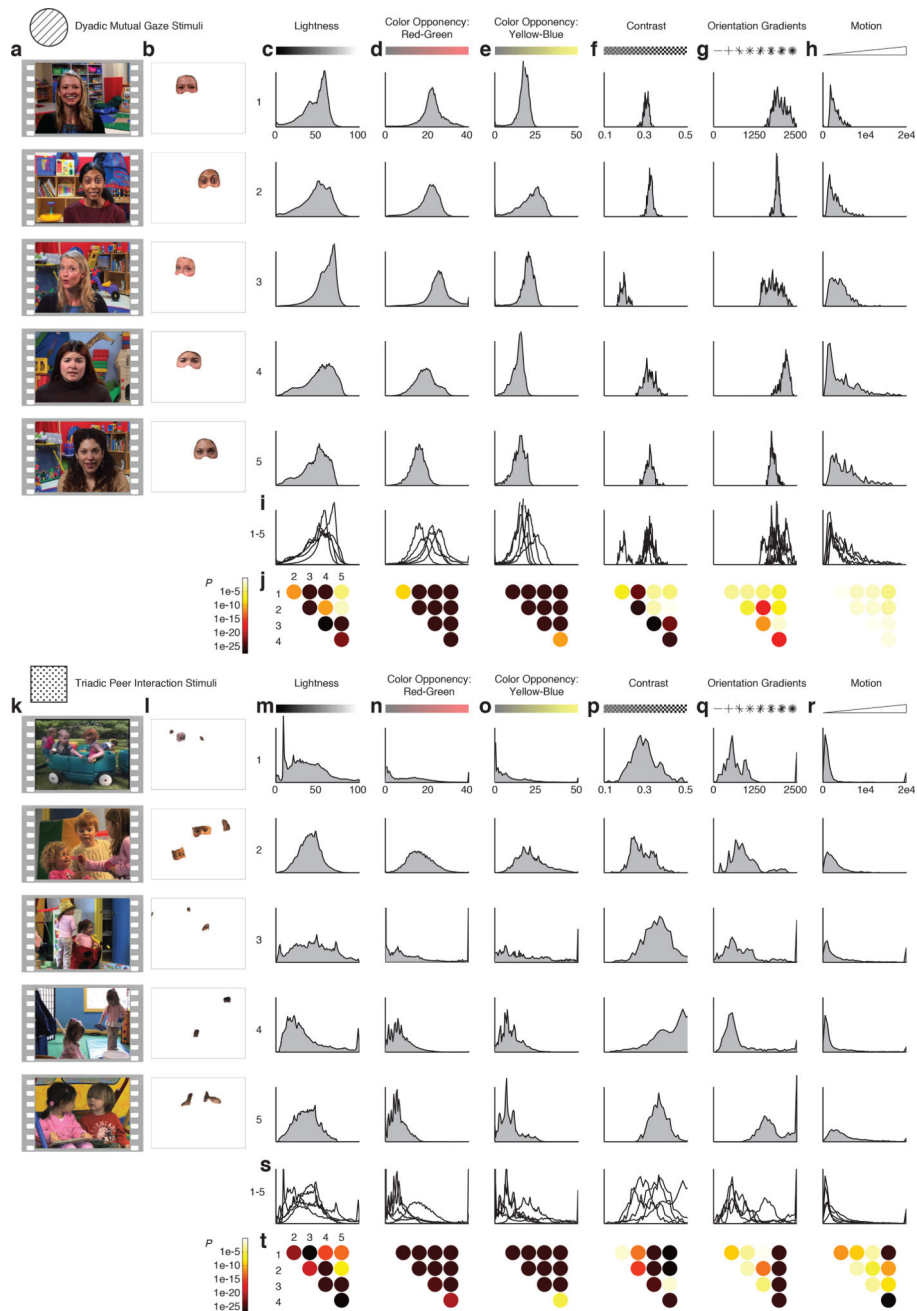 Dyadic Mutual Gaze Stimuli
Lightness
Color Opponency:
Red-Green
Color Opponency:
Yellow-Blue
Contrast
Orientation Gradients
Motion
a b c d e f g h
1
0 50 100
0 20 40
0 25 50
0.1 0.3 0.5
0 1250 2500
0 1e4 2e4
2
3
4
5
i
1-5
j
2 3 4 5
P
1e-5
1e-10
1e-15
1e-20
1e-25
1
2
3
4
Triadic Peer Interaction Stimuli
Lightness
Color Opponency:
Red-Green
Color Opponency:
Yellow-Blue
Contrast
Orientation Gradients
Motion
k l m n o p q r
1
0 50 100
0 20 40
0 25 50
0.1 0.3 0.5
0 1250 2500
0 1e4 2e4
2
3
4
5
s
1-5
t
2 3 4 5
P
1e-5
1e-10
1e-15
1e-20
1e-25
1
2
3
4